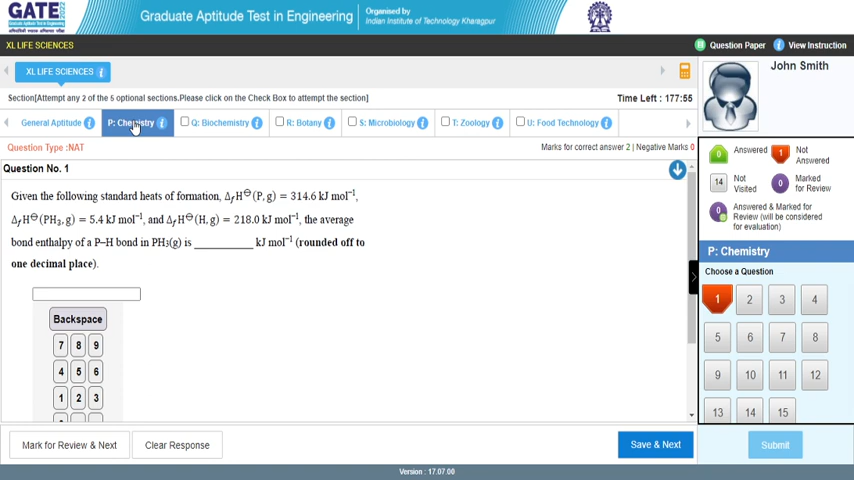 GATE
Graduate Aptitude Test in Engineering
Organised by
Indian Institute of Technology Kharagpur
XL LIFE SCIENCES
Question Paper
View Instruction
XL LIFE SCIENCES
John Smith
Section[Attempt any 2 of the 5 optional sections.Please click on the Check Box to attempt the section]
Time Left : 177:55
General Aptitude
P: Chemistry
Q: Biochemistry
R: Botany
S: Microbiology
T: Zoology
U: Food Technology
Question Type :NAT
Marks for correct answer 2 | Negative Marks 0
Question No. 1
Given the following standard heats of formation, ΔfH⊖(P, g) = 314.6 kJ mol⁻¹,
ΔfH⊖(PH₃, g) = 5.4 kJ mol⁻¹, and ΔfH⊖(H, g) = 218.0 kJ mol⁻¹, the average
bond enthalpy of a P–H bond in PH₃(g) is __________ kJ mol⁻¹ (rounded off to
one decimal place).
Backspace
7 8 9
4 5 6
1 2 3
0 Answered
1 Not Answered
14 Not Visited
0 Marked for Review
0 Answered & Marked for Review (will be considered for evaluation)
P: Chemistry
Choose a Question
1 2 3 4
5 6 7 8
9 10 11 12
13 14 15
Mark for Review & Next
Clear Response
Save & Next
Submit
Version : 17.07.00